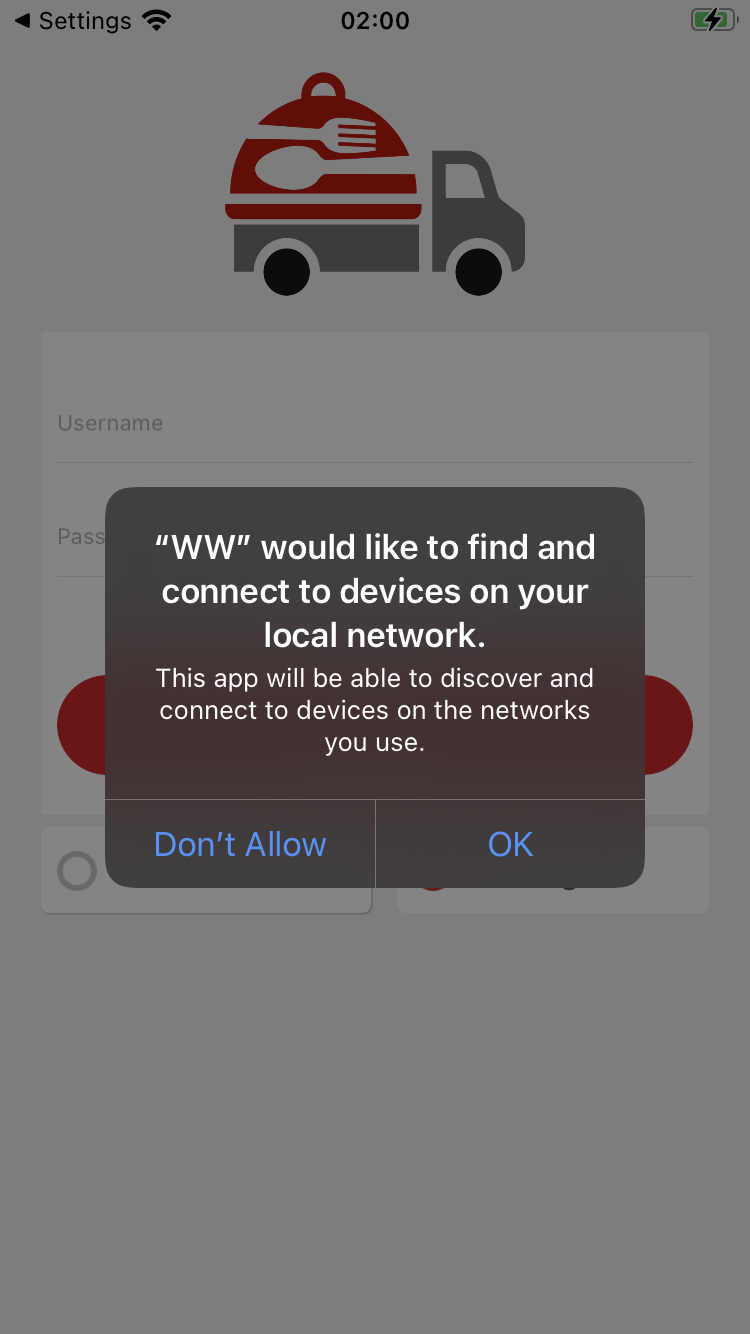 Settings
02:00
Username
Pass
“WW” would like to find and
connect to devices on your
local network.
This app will be able to discover and
connect to devices on the networks
you use.
Don’t Allow
OK